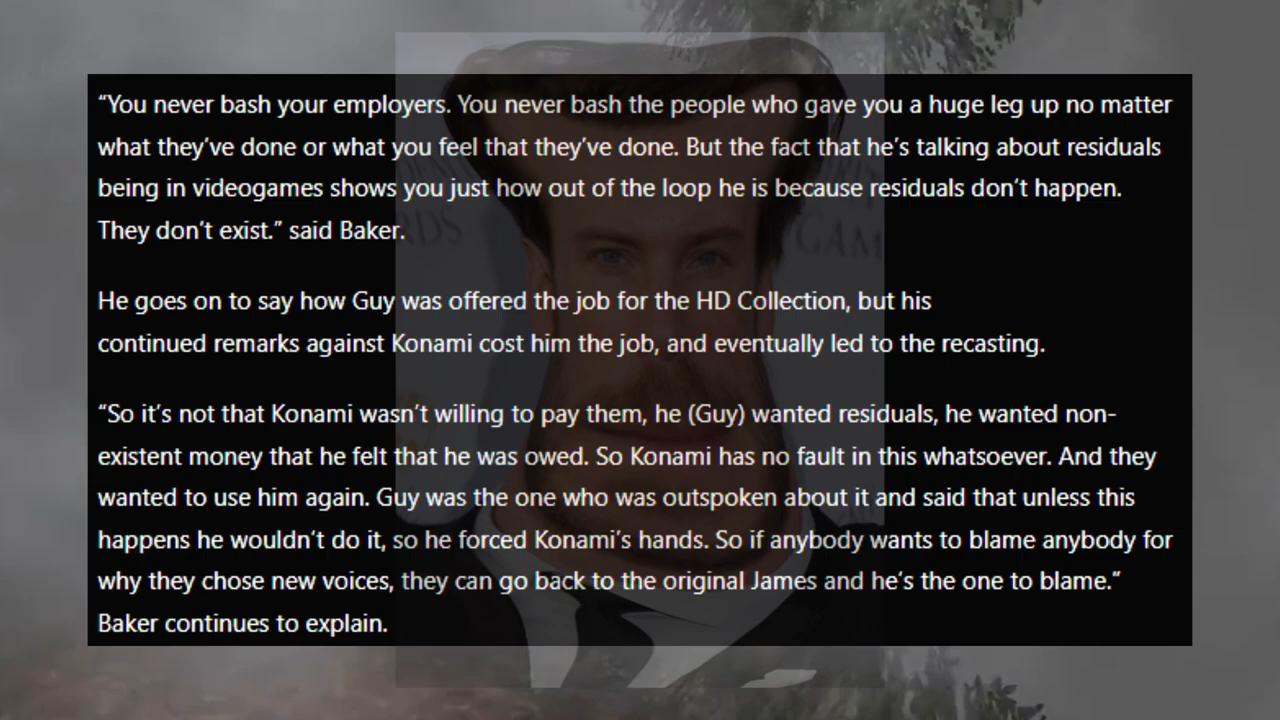 “You never bash your employers. You never bash the people who gave you a huge leg up no matter
what they’ve done or what you feel that they’ve done. But the fact that he’s talking about residuals
being in videogames shows you just how out of the loop he is because residuals don’t happen.
They don’t exist.” said Baker.
He goes on to say how Guy was offered the job for the HD Collection, but his
continued remarks against Konami cost him the job, and eventually led to the recasting.
“So it’s not that Konami wasn’t willing to pay them, he (Guy) wanted residuals, he wanted non-
existent money that he felt that he was owed. So Konami has no fault in this whatsoever. And they
wanted to use him again. Guy was the one who was outspoken about it and said that unless this
happens he wouldn’t do it, so he forced Konami’s hands. So if anybody wants to blame anybody for
why they chose new voices, they can go back to the original James and he’s the one to blame.”
Baker continues to explain.